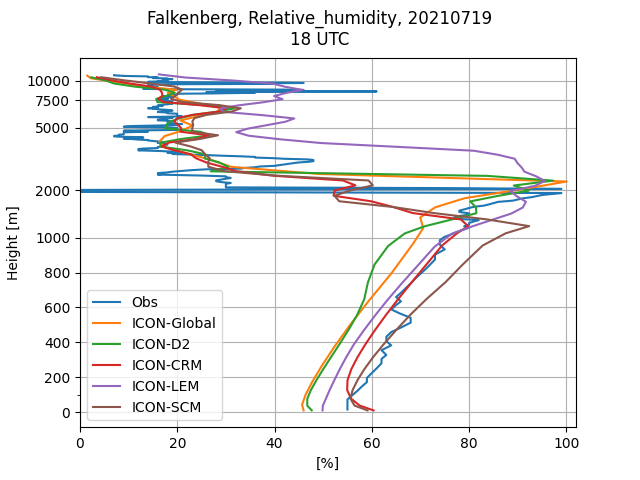 Falkenberg, Relative_humidity, 20210719
18 UTC
10000
7500
5000
2000
1000
800
600
400
200
0
Height [m]
Obs
ICON-Global
ICON-D2
ICON-CRM
ICON-LEM
ICON-SCM
0 20 40 60 80 100
[%]